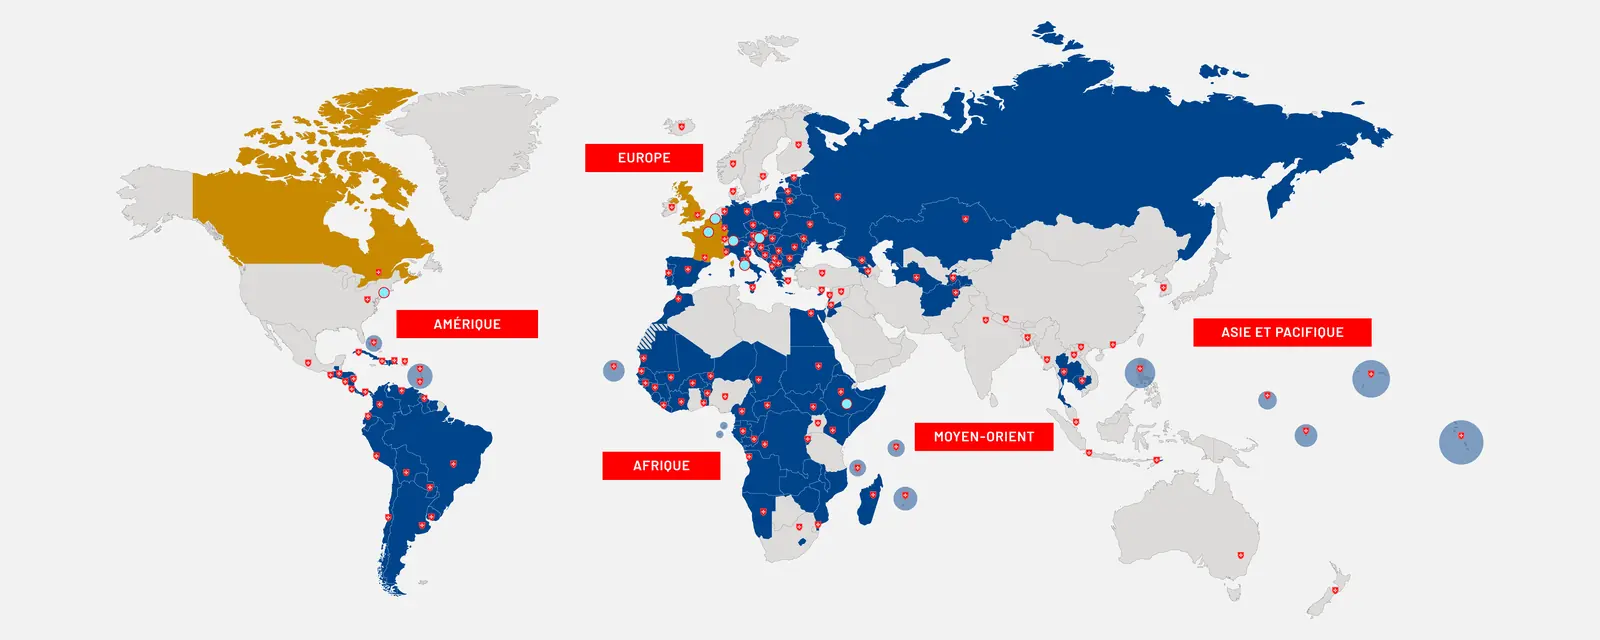 EUROPE
AMÉRIQUE
ASIE ET PACIFIQUE
MOYEN-ORIENT
AFRIQUE